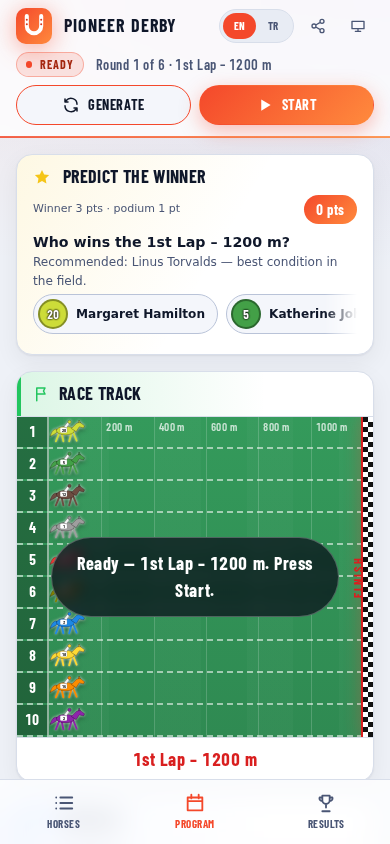 PIONEER DERBY
EN TR
READY Round 1 of 6 · 1st Lap – 1200 m
GENERATE START
PREDICT THE WINNER
Winner 3 pts · podium 1 pt 0 pts
Who wins the 1st Lap – 1200 m?
Recommended: Linus Torvalds — best condition in
the field.
20 Margaret Hamilton 5 Katherine
RACE TRACK
1 200 m 400 m 600 m 800 m 1000 m
2
3
4
5
Ready — 1st Lap – 1200 m. Press
Start.
FINISH
6
7
8
9
10
1st Lap – 1200 m
HORSES PROGRAM RESULTS